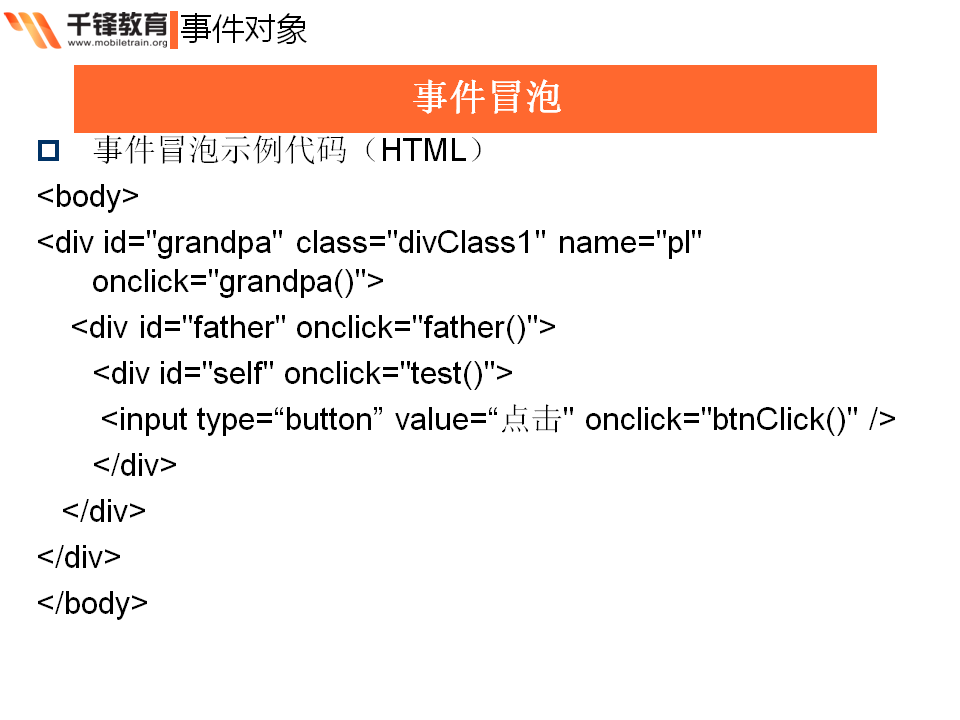 千锋教育
www.mobiletrain.org
事件对象
事件冒泡
事件冒泡示例代码（HTML）
<body>
<div id="grandpa" class="divClass1" name="pl"
onclick="grandpa()">
<div id="father" onclick="father()">
<div id="self" onclick="test()">
<input type=“button” value=“点击" onclick="btnClick()" />
</div>
</div>
</div>
</body>